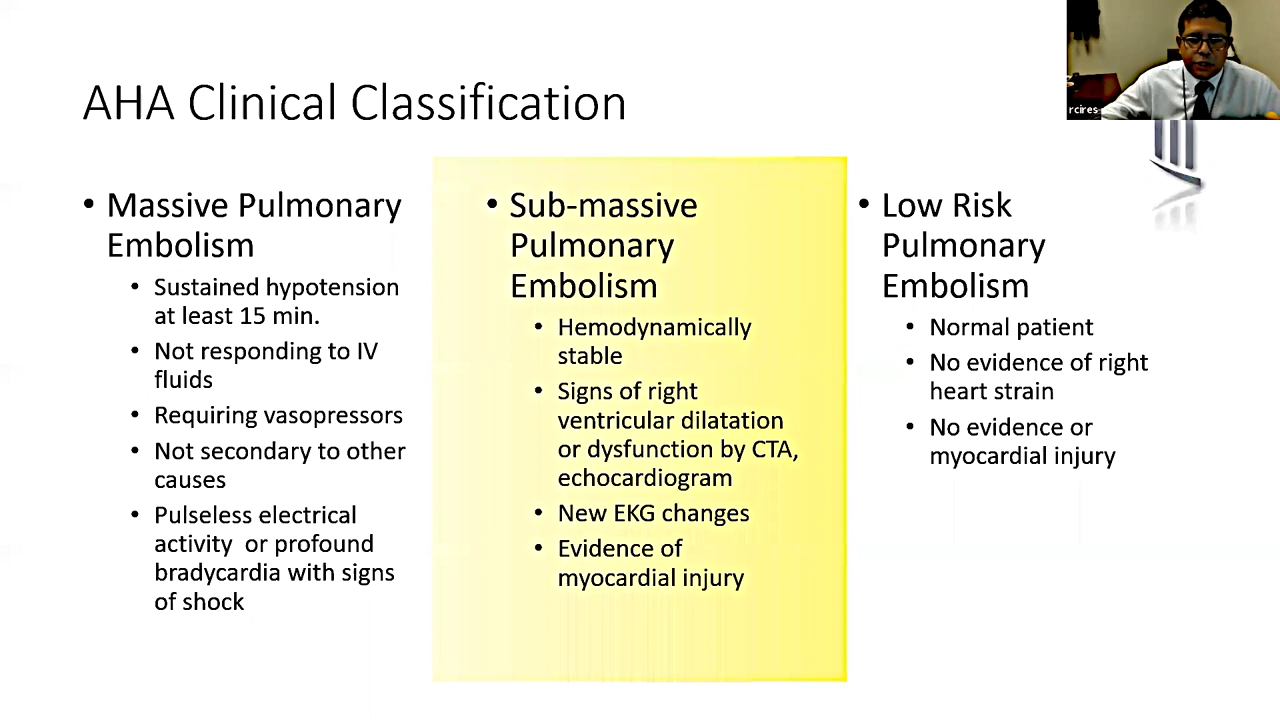 AHA Clinical Classification
rcires
• Massive Pulmonary
Embolism
• Sustained hypotension
at least 15 min.
• Not responding to IV
fluids
• Requiring vasopressors
• Not secondary to other
causes
• Pulseless electrical
activity or profound
bradycardia with signs
of shock
• Sub-massive
Pulmonary
Embolism
• Hemodynamically
stable
• Signs of right
ventricular dilatation
or dysfunction by CTA,
echocardiogram
• New EKG changes
• Evidence of
myocardial injury
• Low Risk
Pulmonary
Embolism
• Normal patient
• No evidence of right
heart strain
• No evidence or
myocardial injury